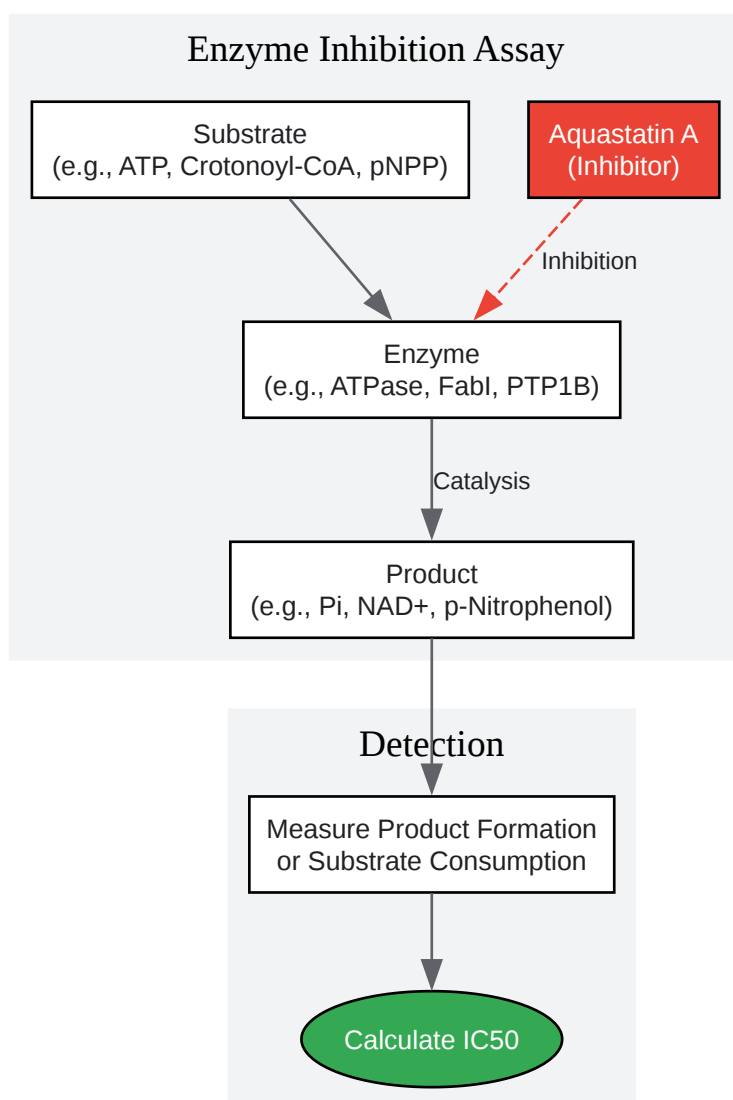 Enzyme Inhibition Assay
Substrate
(e.g., ATP, Crotonoyl-CoA, pNPP)
Aquastatin A
(Inhibitor)
Inhibition
Enzyme
(e.g., ATPase, FabI, PTP1B)
Catalysis
Product
(e.g., Pi, NAD+, p-Nitrophenol)
Detection
Measure Product Formation
or Substrate Consumption
Calculate IC50